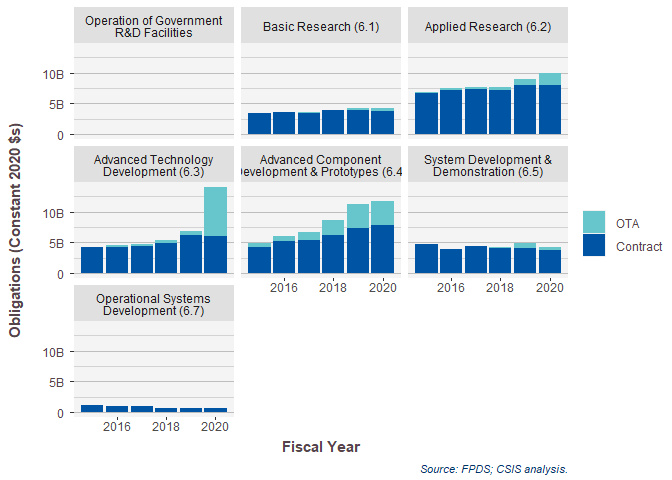 Operation of Government
R&D Facilities
Basic Research (6.1)
Applied Research (6.2)
10B
5B
0
Advanced Technology
Development (6.3)
Advanced Component
Development & Prototypes (6.4
System Development &
Demonstration (6.5)
10B
5B
0
2016 2018 2020
2016 2018 2020
Operational Systems
Development (6.7)
10B
5B
0
2016 2018 2020
Obligations (Constant 2020 $s)
Fiscal Year
OTA
Contract
Source: FPDS; CSIS analysis.